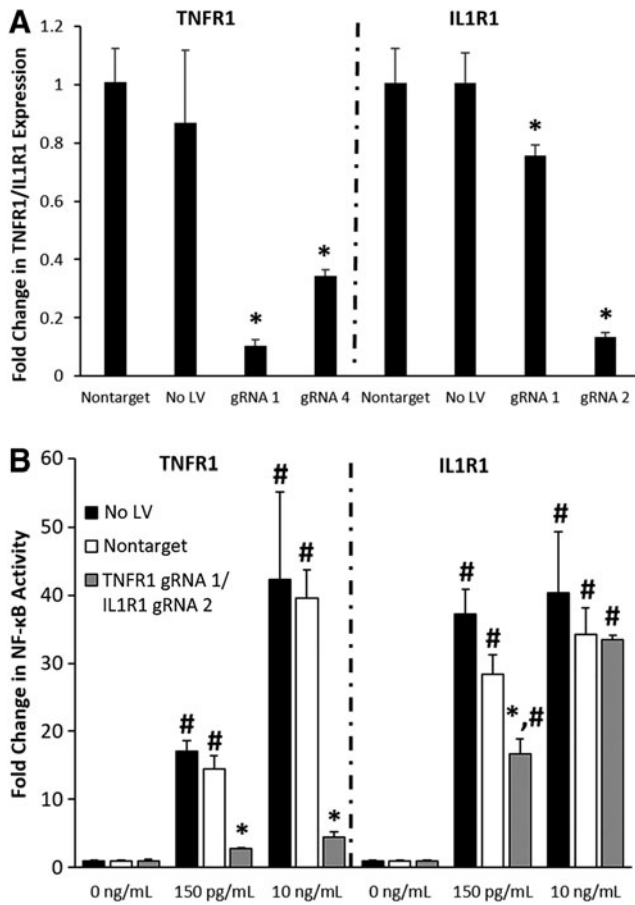 A
TNFR1
IL1R1
Fold Change in TNFR1/IL1R1 Expression
1.2
1
0.8
0.6
0.4
0.2
0
*
*
*
*
Nontarget No LV gRNA 1 gRNA 4 Nontarget No LV gRNA 1 gRNA 2
B
TNFR1
IL1R1
Fold Change in NF-κB Activity
60
50
40
30
20
10
0
No LV
Nontarget
TNFR1 gRNA 1/
IL1R1 gRNA 2
# # * # # * # # *,# # # #
0 ng/mL 150 pg/mL 10 ng/mL 0 ng/mL 150 pg/mL 10 ng/mL